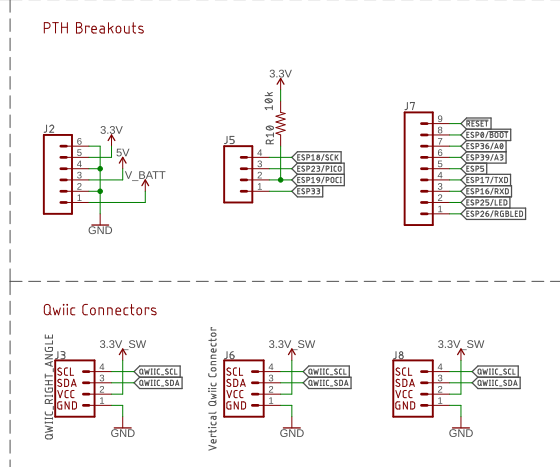 PTH Breakouts
J2
6
5
4
3
2
1
3.3V
5V
V_BATT
GND
3.3V
10k
R10
J5
4 ESP18/SCK
3 ESP23/PICO
2 ESP19/POCI
1 ESP33
J7
9 RESET
8 ESP0/BOOT
7 ESP36/A0
6 ESP39/A3
5 ESP5
4 ESP17/TXD
3 ESP16/RXD
2 ESP25/LED
1 ESP26/RGBLED
Qwiic Connectors
QWIIC_RIGHT_ANGLE
J3
3.3V_SW
SCL 4 QWIIC_SCL
SDA 3 QWIIC_SDA
VCC 2
GND 1
GND
Vertical Qwiic Connector
J6
3.3V_SW
SCL 4 QWIIC_SCL
SDA 3 QWIIC_SDA
VCC 2
GND 1
GND
J8
3.3V_SW
SCL 4 QWIIC_SCL
SDA 3 QWIIC_SDA
VCC 2
GND 1
GND